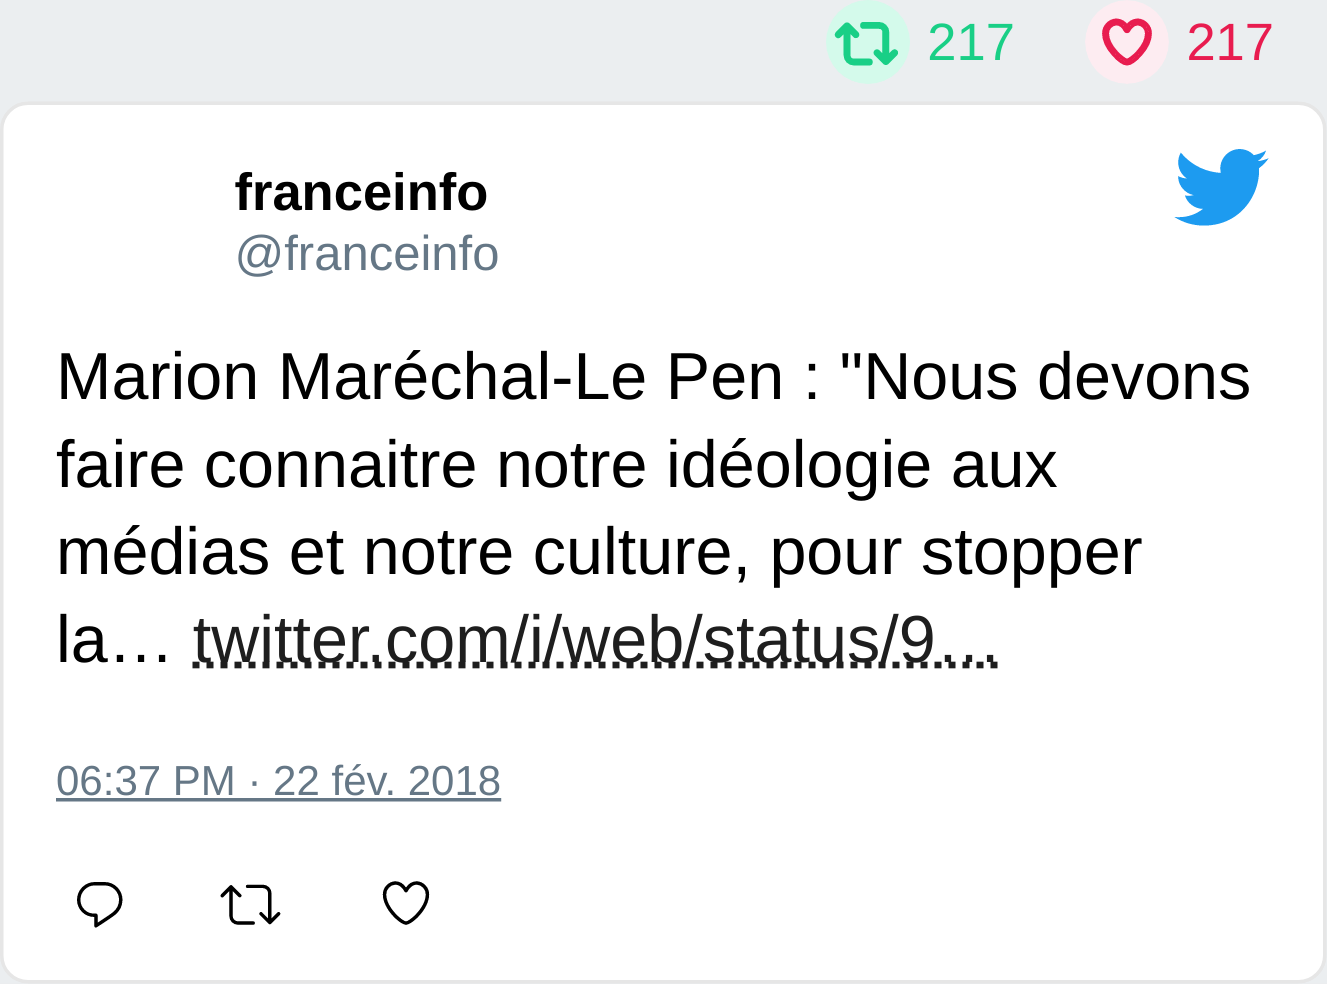 217 217
franceinfo
@franceinfo
Marion Maréchal-Le Pen : "Nous devons
faire connaitre notre idéologie aux
médias et notre culture, pour stopper
la… twitter.com/i/web/status/9…
06:37 PM · 22 fév. 2018